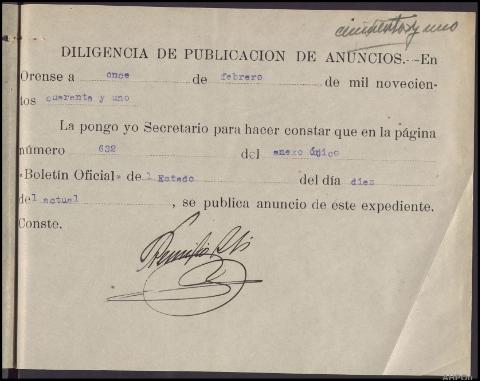 cincuenta y uno
DILIGENCIA DE PUBLICACION DE ANUNCIOS.--En
Orense a once de febrero de mil novecien-
tos cuarenta y uno
La pongo yo Secretario para hacer constar que en la página
número 632 del anexo único
«Boletín Oficial» del Estado del día diez
del actual, se publica anuncio de este expediente.
Conste.